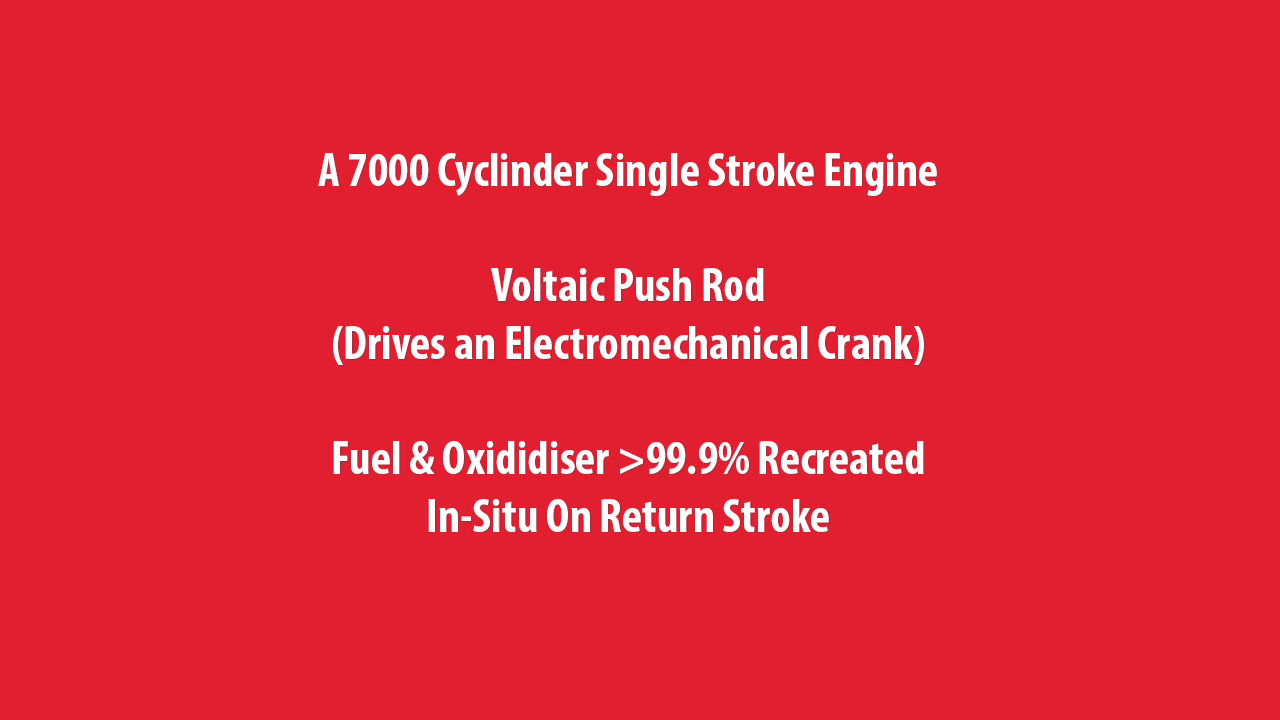 A 7000 Cyclinder Single Stroke Engine
Voltaic Push Rod
(Drives an Electromechanical Crank)
Fuel & Oxididiser >99.9% Recreated
In-Situ On Return Stroke